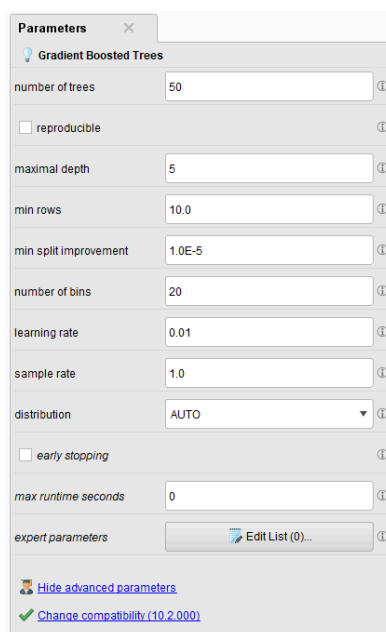 Parameters
Gradient Boosted Trees
number of trees 50
reproducible
maximal depth 5
min rows 10.0
min split improvement 1.0E-5
number of bins 20
learning rate 0.01
sample rate 1.0
distribution AUTO
early stopping
max runtime seconds 0
expert parameters Edit List (0)...
Hide advanced parameters
Change compatibility (10.2.000)